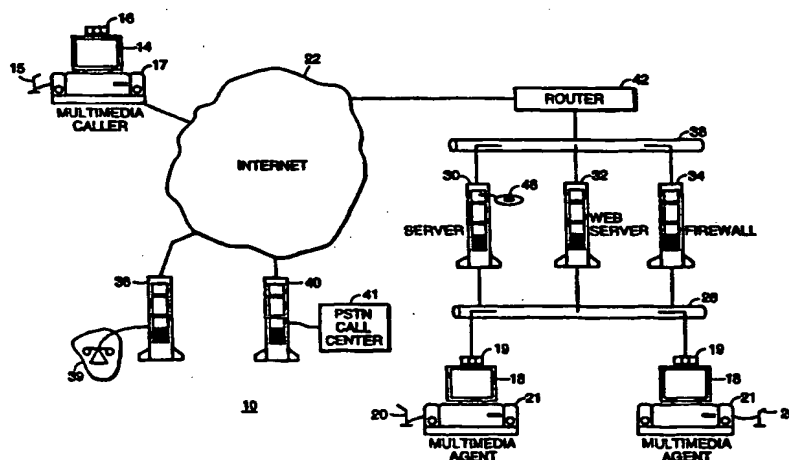 16
14
15
17
MULTIMEDIA
CALLER
22
INTERNET
42
ROUTER
38
30
46
32
34
SERVER
WEB
SERVER
FIREWALL
36
39
40
41
PSTN
CALL
CENTER
10
26
19
18
21
20
MULTIMEDIA
AGENT
19
18
21
MULTIMEDIA
AGENT